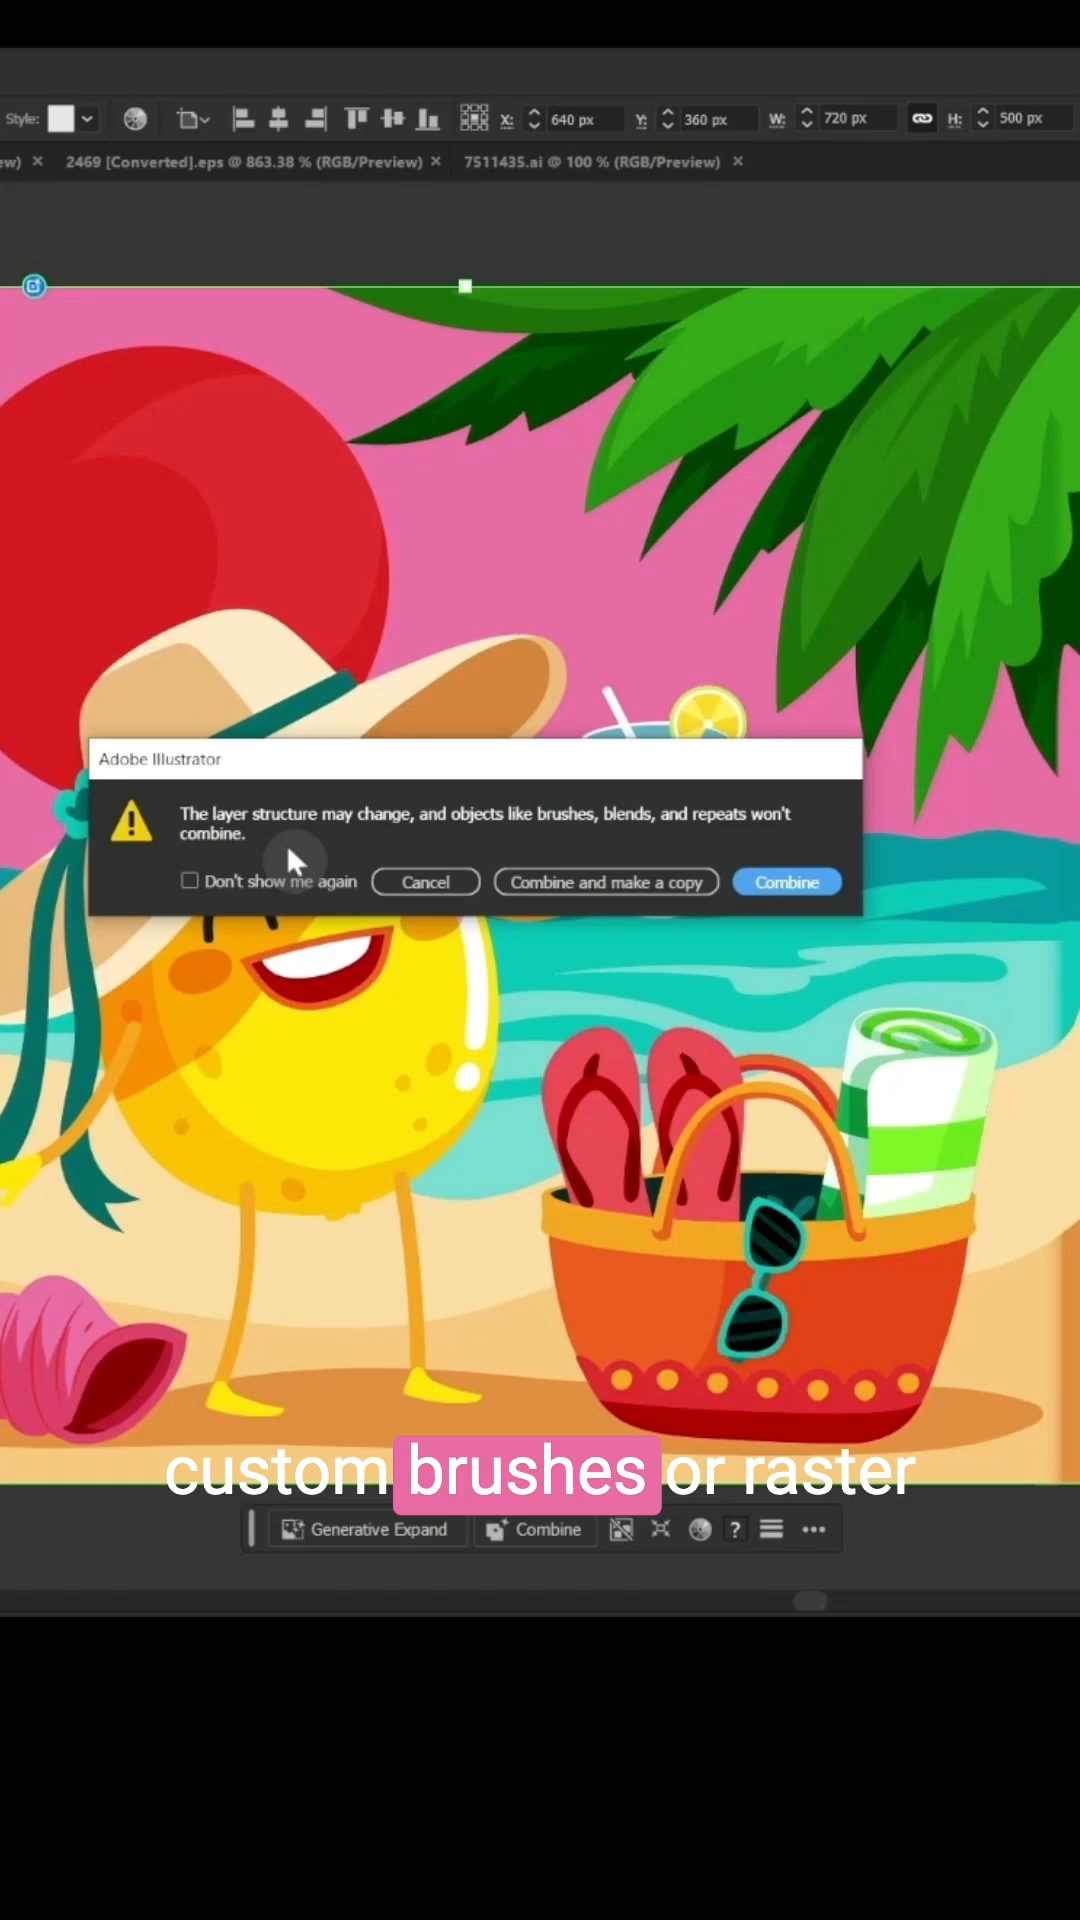 Style:
X: 640 px
Y: 360 px
W: 720 px
H: 500 px
ew) ×
2469 [Converted].eps @ 863.38 % (RGB/Preview) ×
7511435.ai @ 100 % (RGB/Preview) ×
Adobe Illustrator
The layer structure may change, and objects like brushes, blends, and repeats won't
combine.
Don't show me again
Cancel
Combine and make a copy
Combine
custom brushes or raster
Generative Expand
Combine
?